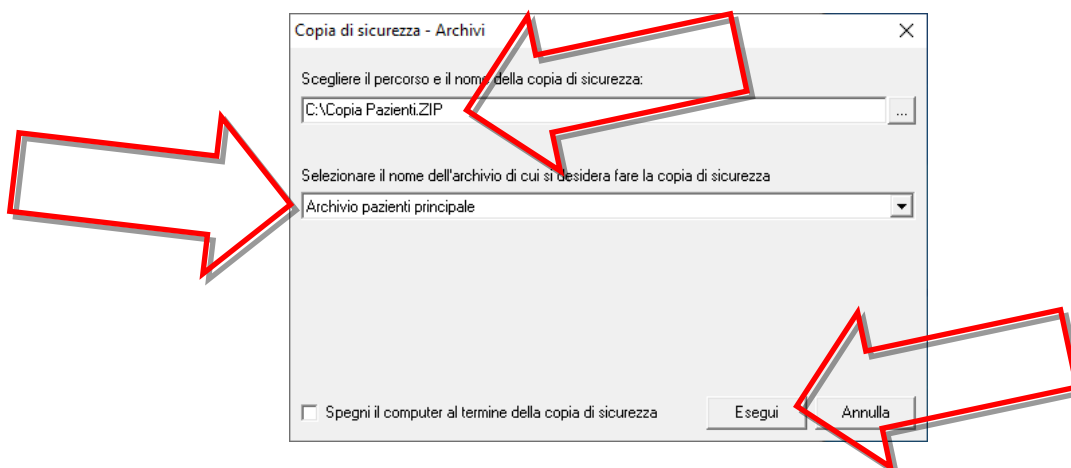 Copia di sicurezza - Archivi
Scegliere il percorso e il nome della copia di sicurezza:
C:\Copia Pazienti.ZIP
...
Selezionare il nome dell'archivio di cui si desidera fare la copia di sicurezza
Archivio pazienti principale
Spegni il computer al termine della copia di sicurezza
Esegui
Annulla